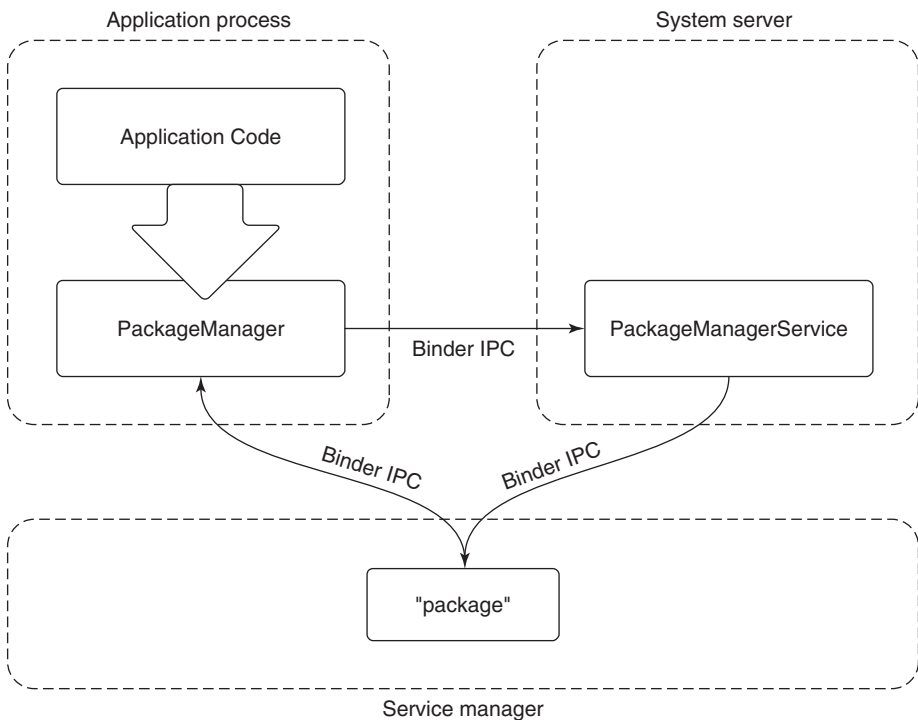 Application process
System server
Application Code
PackageManager
Binder IPC
PackageManagerService
Binder IPC
Binder IPC
"package"
Service manager